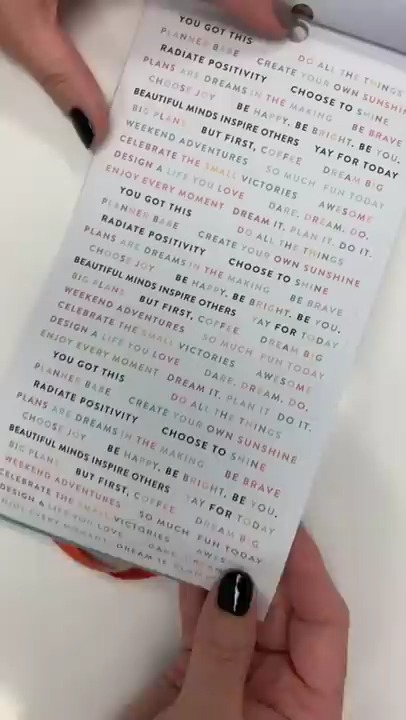 YOU GOT THIS DO ALL THE THINGS
PLANNER BABE CREATE YOUR OWN SUNSHINE
RADIATE POSITIVITY CHOOSE TO SHINE
PLANS ARE DREAMS IN THE MAKING BE BRAVE
CHOOSE JOY BE HAPPY. BE BRIGHT. BE YOU.
BEAUTIFUL MINDS INSPIRE OTHERS YAY FOR TODAY
BIG PLANS BUT FIRST, COFFEE DREAM BIG
WEEKEND ADVENTURES SO MUCH FUN TODAY
CELEBRATE THE SMALL VICTORIES AWESOME
DESIGN A LIFE YOU LOVE DARE. DREAM. DO.
ENJOY EVERY MOMENT DREAM IT. PLAN IT. DO IT.
YOU GOT THIS DO ALL THE THINGS
PLANNER BABE CREATE YOUR OWN SUNSHINE
RADIATE POSITIVITY CHOOSE TO SHINE
PLANS ARE DREAMS IN THE MAKING BE BRAVE
CHOOSE JOY BE HAPPY. BE BRIGHT. BE YOU.
BEAUTIFUL MINDS INSPIRE OTHERS YAY FOR TODAY
BIG PLANS BUT FIRST, COFFEE DREAM BIG
WEEKEND ADVENTURES SO MUCH FUN TODAY
CELEBRATE THE SMALL VICTORIES AWESOME
DESIGN A LIFE YOU LOVE DARE. DREAM. DO.
ENJOY EVERY MOMENT DREAM IT. PLAN IT. DO IT.
YOU GOT THIS DO ALL THE THINGS
PLANNER BABE CREATE YOUR OWN SUNSHINE
RADIATE POSITIVITY CHOOSE TO SHINE
PLANS ARE DREAMS IN THE MAKING BE BRAVE
CHOOSE JOY BE HAPPY. BE BRIGHT. BE YOU.
BEAUTIFUL MINDS INSPIRE OTHERS YAY FOR TODAY
BIG PLANS BUT FIRST, COFFEE DREAM BIG
WEEKEND ADVENTURES SO MUCH FUN TODAY
CELEBRATE THE SMALL VICTORIES
DESIGN A LIFE YOU LOVE
ENJOY EVERY MOMENT DREAM IT. PLAN